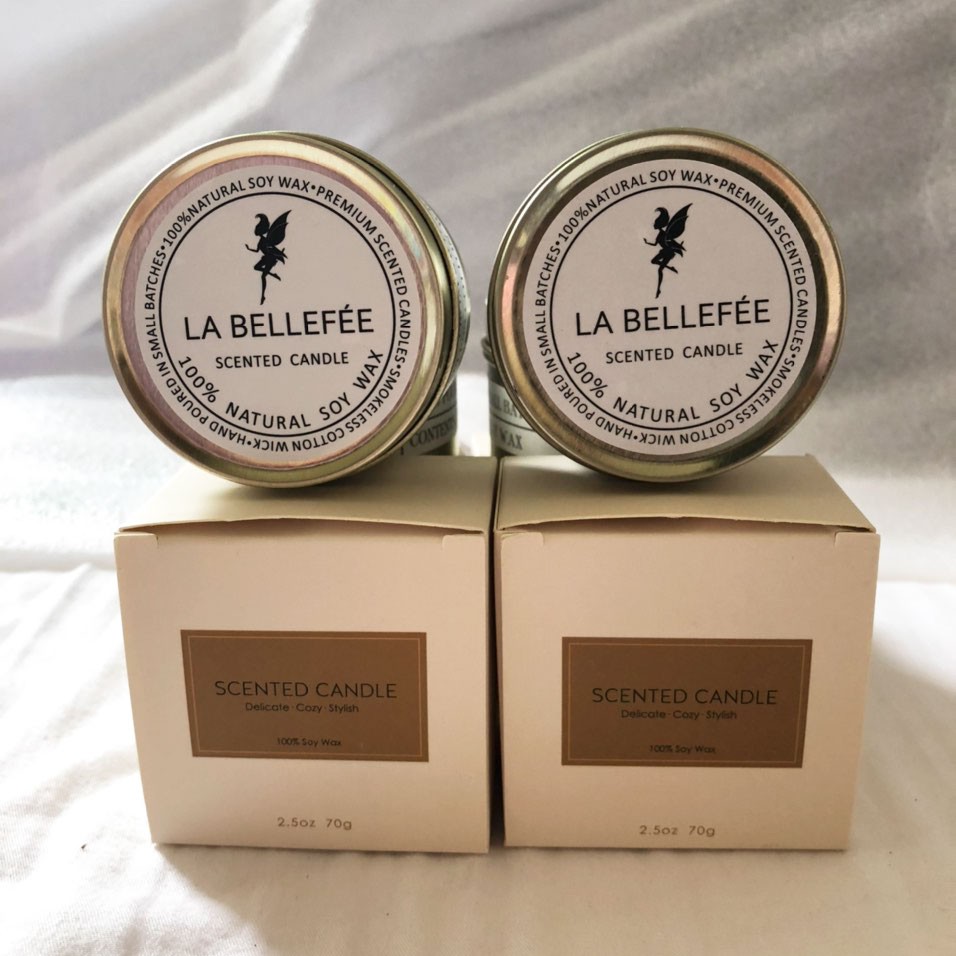 100%NATURAL SOY WAX•PREMIUM SCENTED CANDLES•SMOKELESS COTTON WICK•HAND POURED IN SMALL BATCHES•
LA BELLEFÉE
SCENTED CANDLE
100% NATURAL SOY WAX
100%NATURAL SOY WAX•PREMIUM SCENTED CANDLES•SMOKELESS COTTON WICK•HAND POURED IN SMALL BATCHES•
LA BELLEFÉE
SCENTED CANDLE
100% NATURAL SOY WAX
WAX
SCENTED CANDLE
Delicate·Cozy·Stylish
100% Soy Wax
2.5oz 70g
SCENTED CANDLE
Delicate·Cozy·Stylish
100% Soy Wax
2.5oz 70g